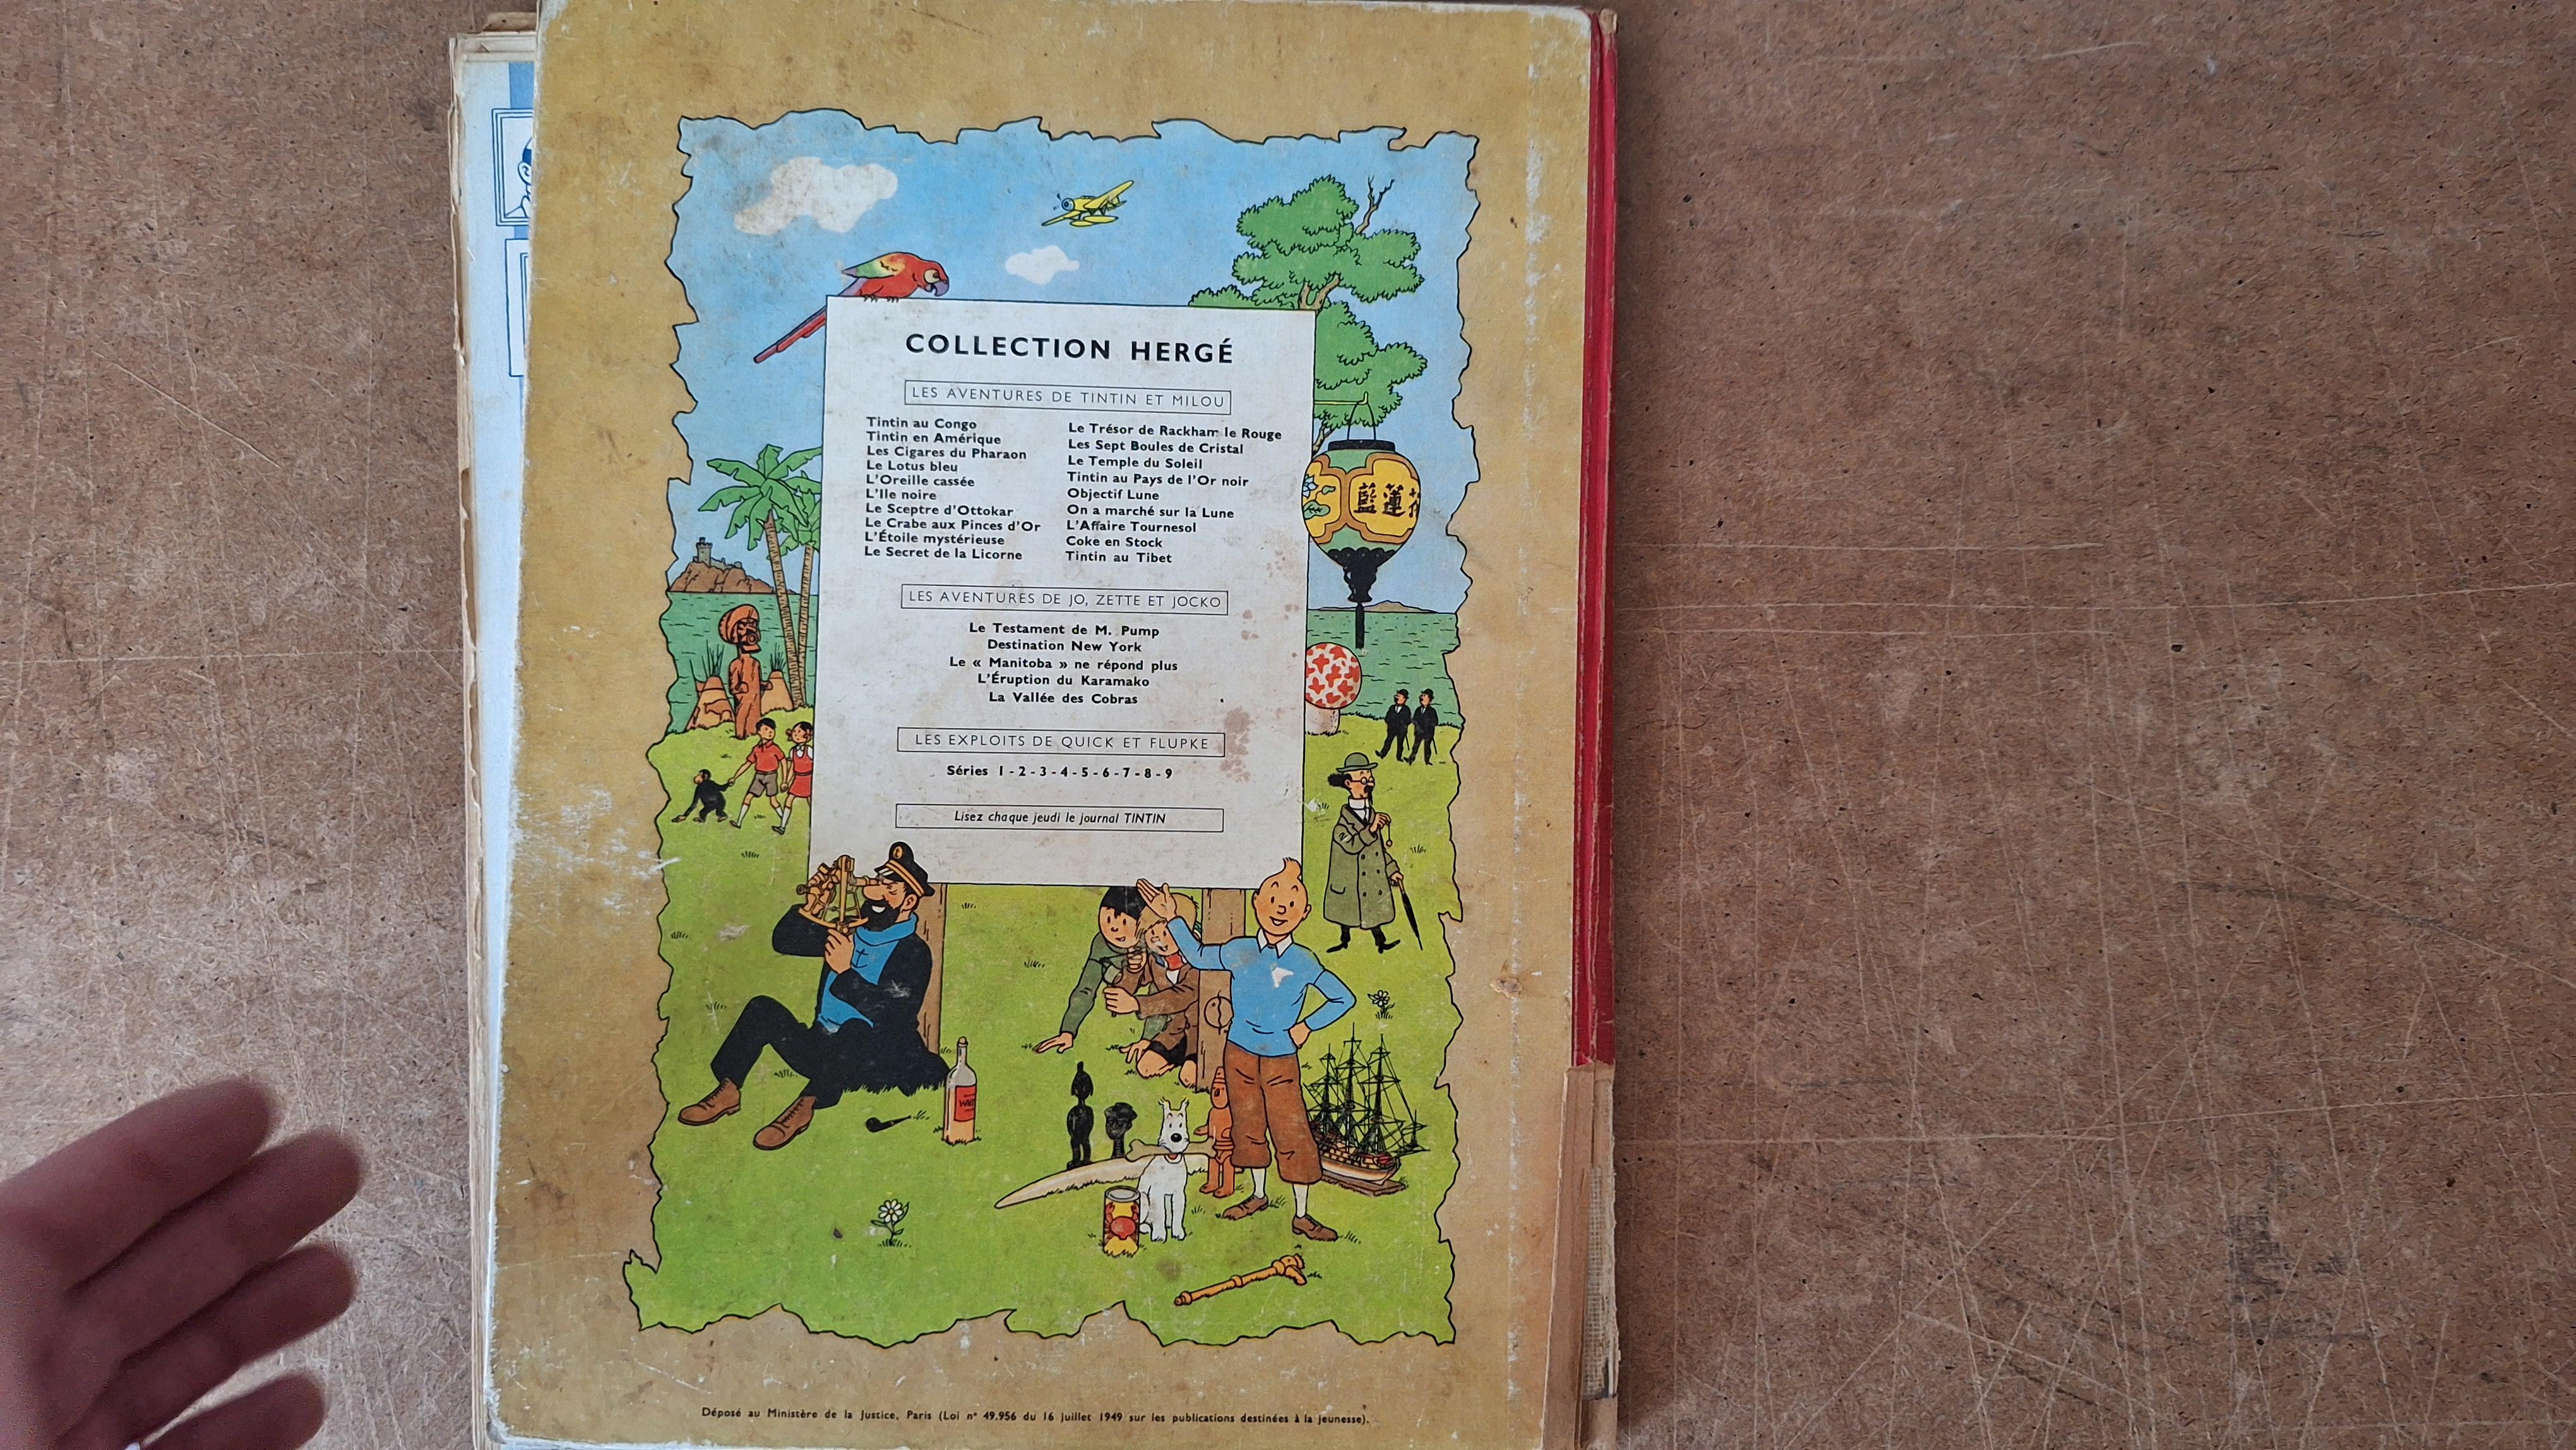 COLLECTION HERGÉ
LES AVENTURES DE TINTIN ET MILOU
Tintin au Congo
Tintin en Amérique
Les Cigares du Pharaon
Le Lotus bleu
L'Oreille cassée
L'Ile noire
Le Sceptre d'Ottokar
Le Crabe aux Pinces d'Or
L'Étoile mystérieuse
Le Secret de la Licorne
Le Trésor de Rackham le Rouge
Les Sept Boules de Cristal
Le Temple du Soleil
Tintin au Pays de l'Or noir
Objectif Lune
On a marché sur la Lune
L'Affaire Tournesol
Coke en Stock
Tintin au Tibet
藍蓮花
LES AVENTURES DE JO, ZETTE ET JOCKO
Le Testament de M. Pump
Destination New York
Le « Manitoba » ne répond plus
L'Éruption du Karamako
La Vallée des Cobras
LES EXPLOITS DE QUICK ET FLUPKE
Séries 1 - 2 - 3 - 4 - 5 - 6 - 7 - 8 - 9
Lisez chaque jeudi le journal TINTIN
Déposé au Ministère de la Justice, Paris (Loi n° 49.956 du 16 juillet 1949 sur les publications destinées à la jeunesse).